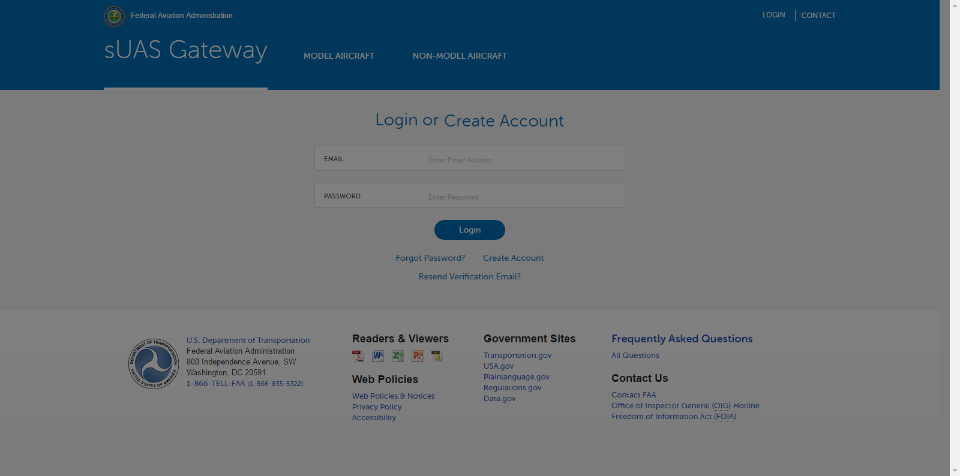 Federal Aviation Administration
LOGIN CONTACT
sUAS Gateway
MODEL AIRCRAFT NON-MODEL AIRCRAFT
Login or Create Account
EMAIL Enter Email Address
PASSWORD Enter Password
Login
Forgot Password? Create Account
Resend Verification Email?
U.S. Department of Transportation
Federal Aviation Administration
800 Independence Avenue, SW
Washington, DC 20591
1-866-TELL-FAA (1-866-835-5322)
Readers & Viewers
Web Policies
Web Policies & Notices
Privacy Policy
Accessibility
Government Sites
Transportation.gov
USA.gov
Plainlanguage.gov
Regulations.gov
Data.gov
Frequently Asked Questions
All Questions
Contact Us
Contact FAA
Office of Inspector General (OIG) Hotline
Freedom of Information Act (FOIA)